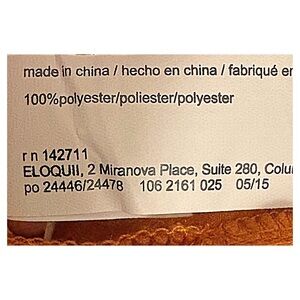 made in china / hecho en china / fabriqué en
100%polyester/poliester/polyester
r n 142711
ELOQUII, 2 Miranova Place, Suite 280, Colu
po 24446/24478 106 2161 025 05/15